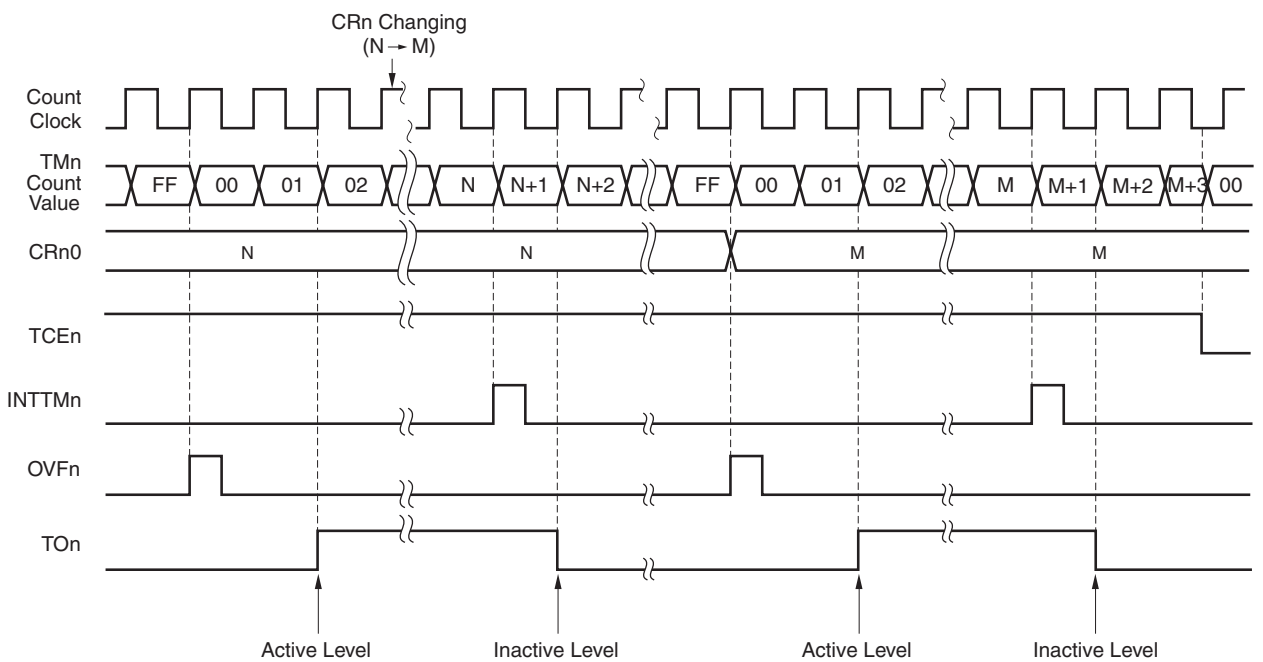 CRn Changing
(N → M)
Count
Clock
TMn
Count
Value
FF 00 01 02 N N+1 N+2 FF 00 01 02 M M+1 M+2 M+3 00
CRn0
N N M M
TCEn
INTTMn
OVFn
TOn
Active Level Inactive Level Active Level Inactive Level